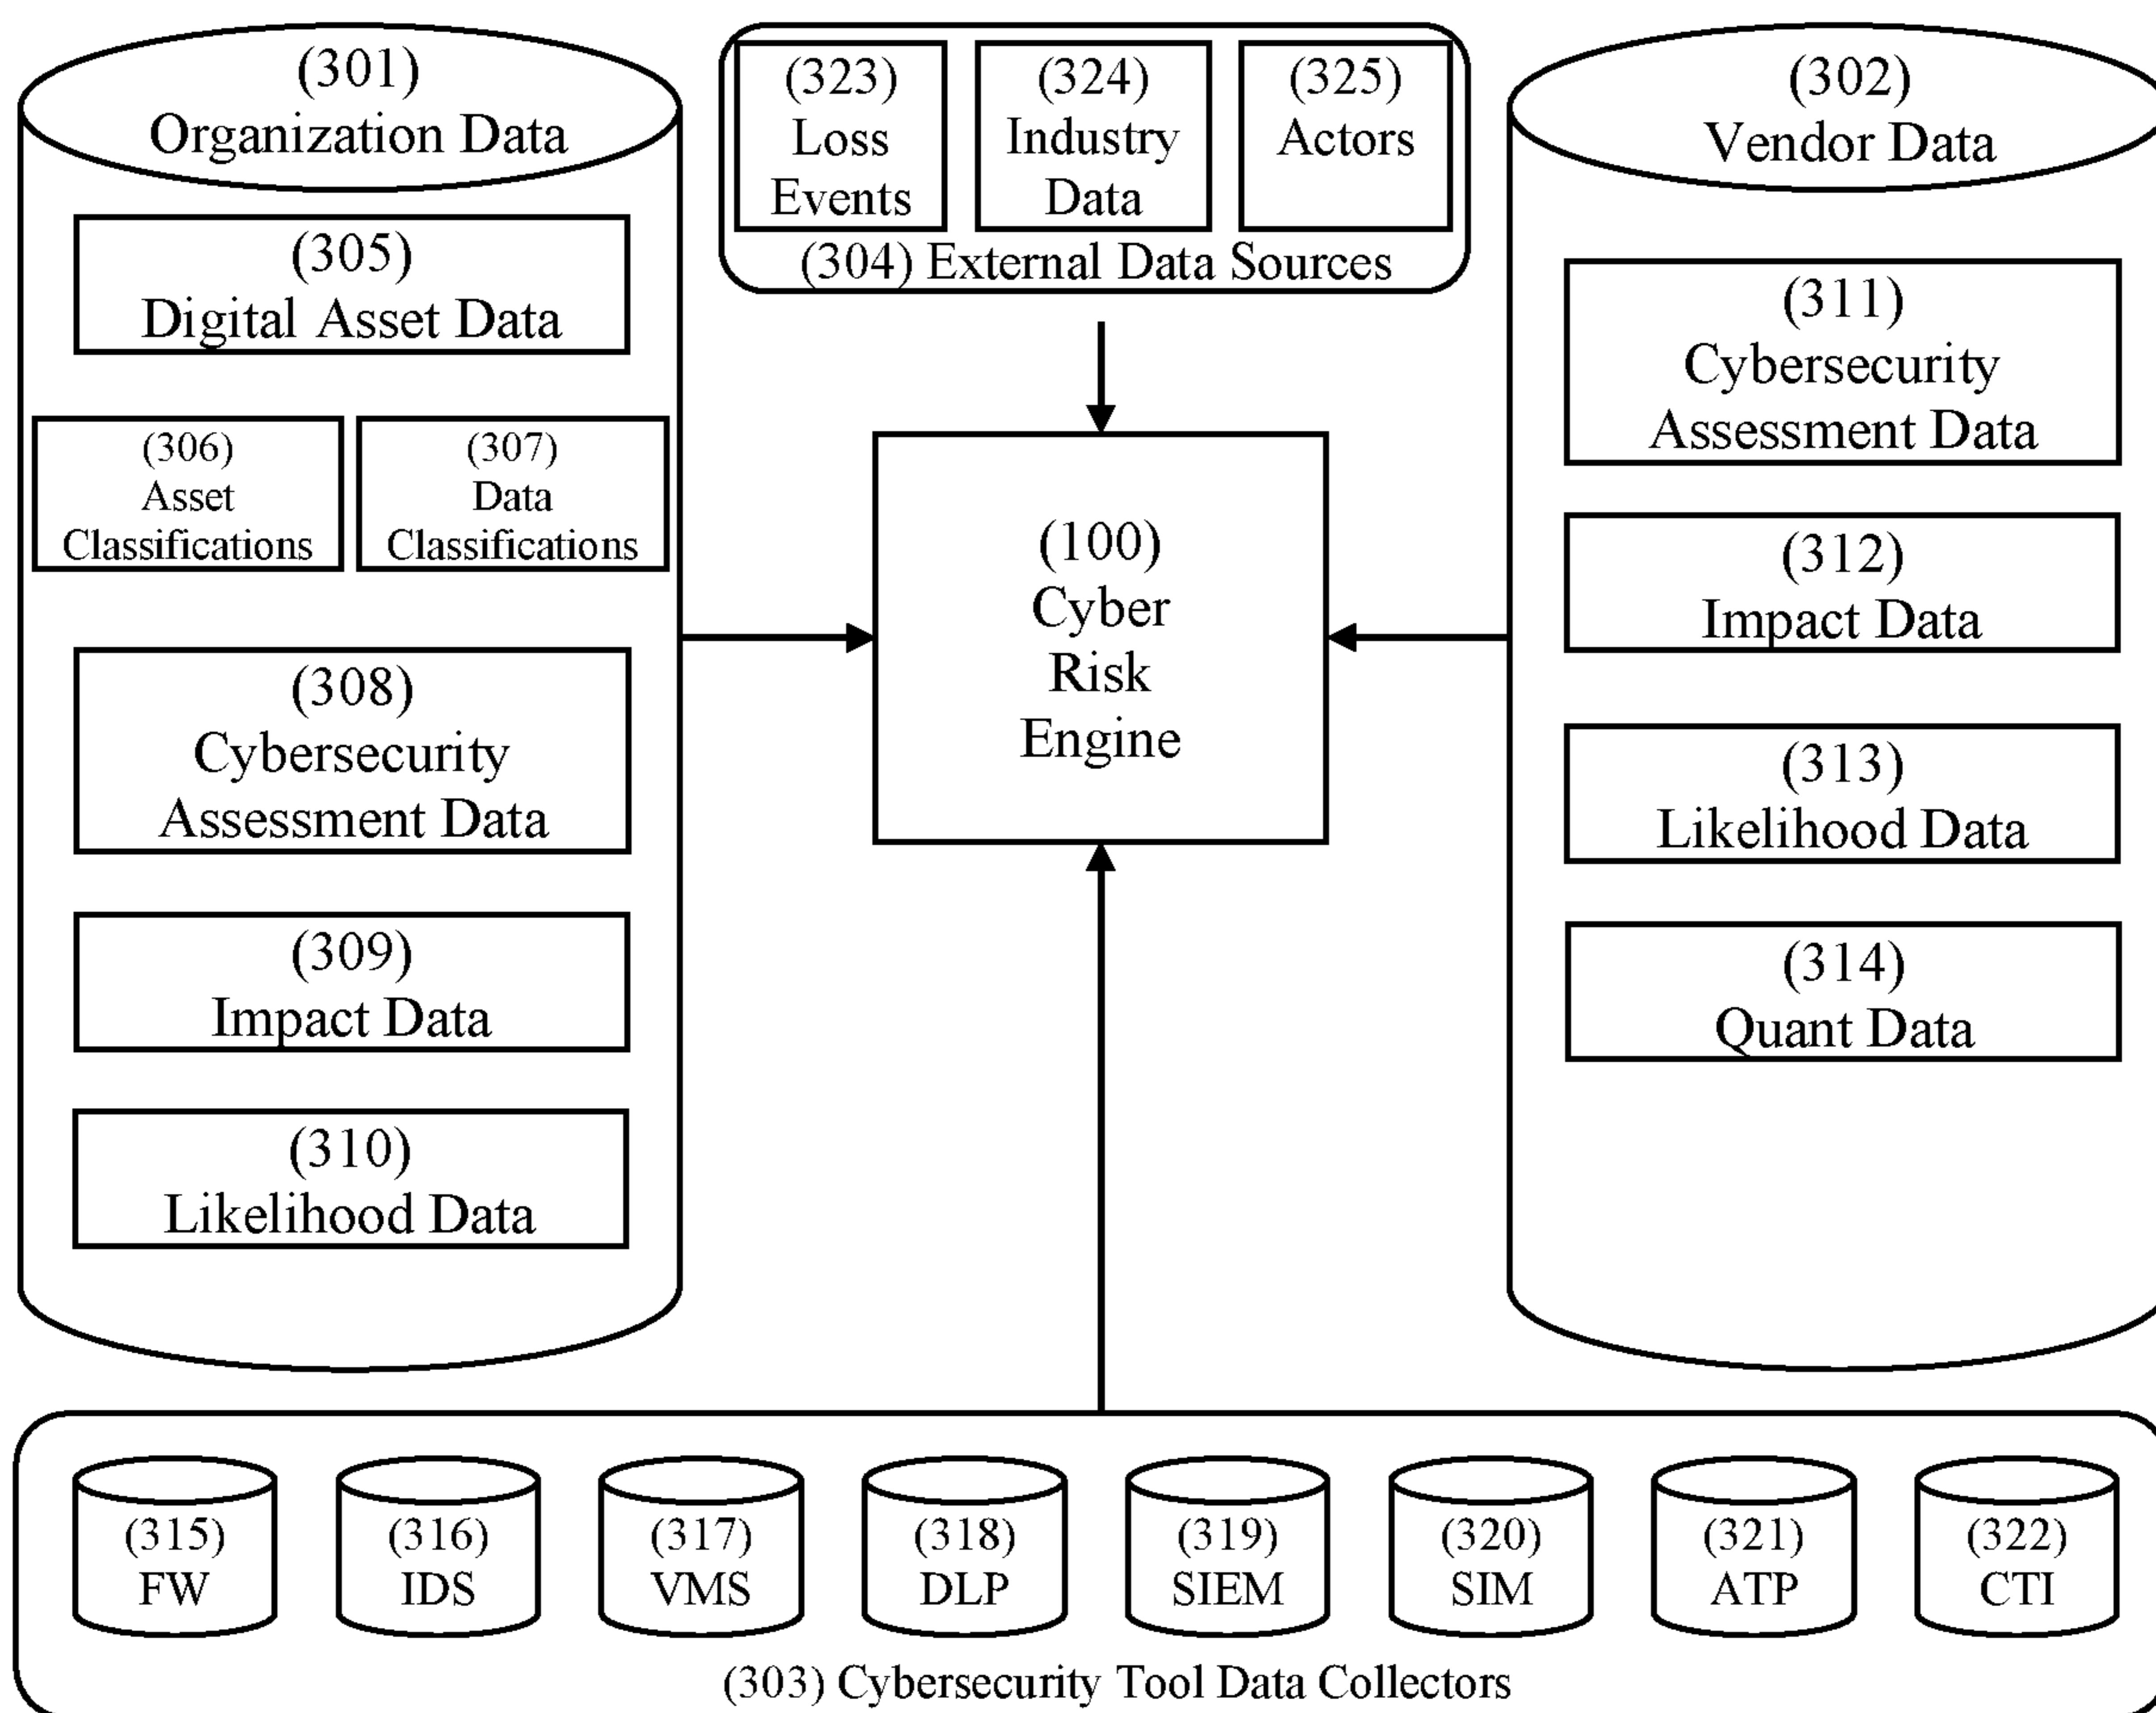 (301)
Organization Data
(305)
Digital Asset Data
(306)
Asset
Classifications
(307)
Data
Classifications
(308)
Cybersecurity
Assessment Data
(309)
Impact Data
(310)
Likelihood Data
(323)
Loss
Events
(324)
Industry
Data
(325)
Actors
(304) External Data Sources
(100)
Cyber
Risk
Engine
(302)
Vendor Data
(311)
Cybersecurity
Assessment Data
(312)
Impact Data
(313)
Likelihood Data
(314)
Quant Data
(315)
FW
(316)
IDS
(317)
VMS
(318)
DLP
(319)
SIEM
(320)
SIM
(321)
ATP
(322)
CTI
(303) Cybersecurity Tool Data Collectors